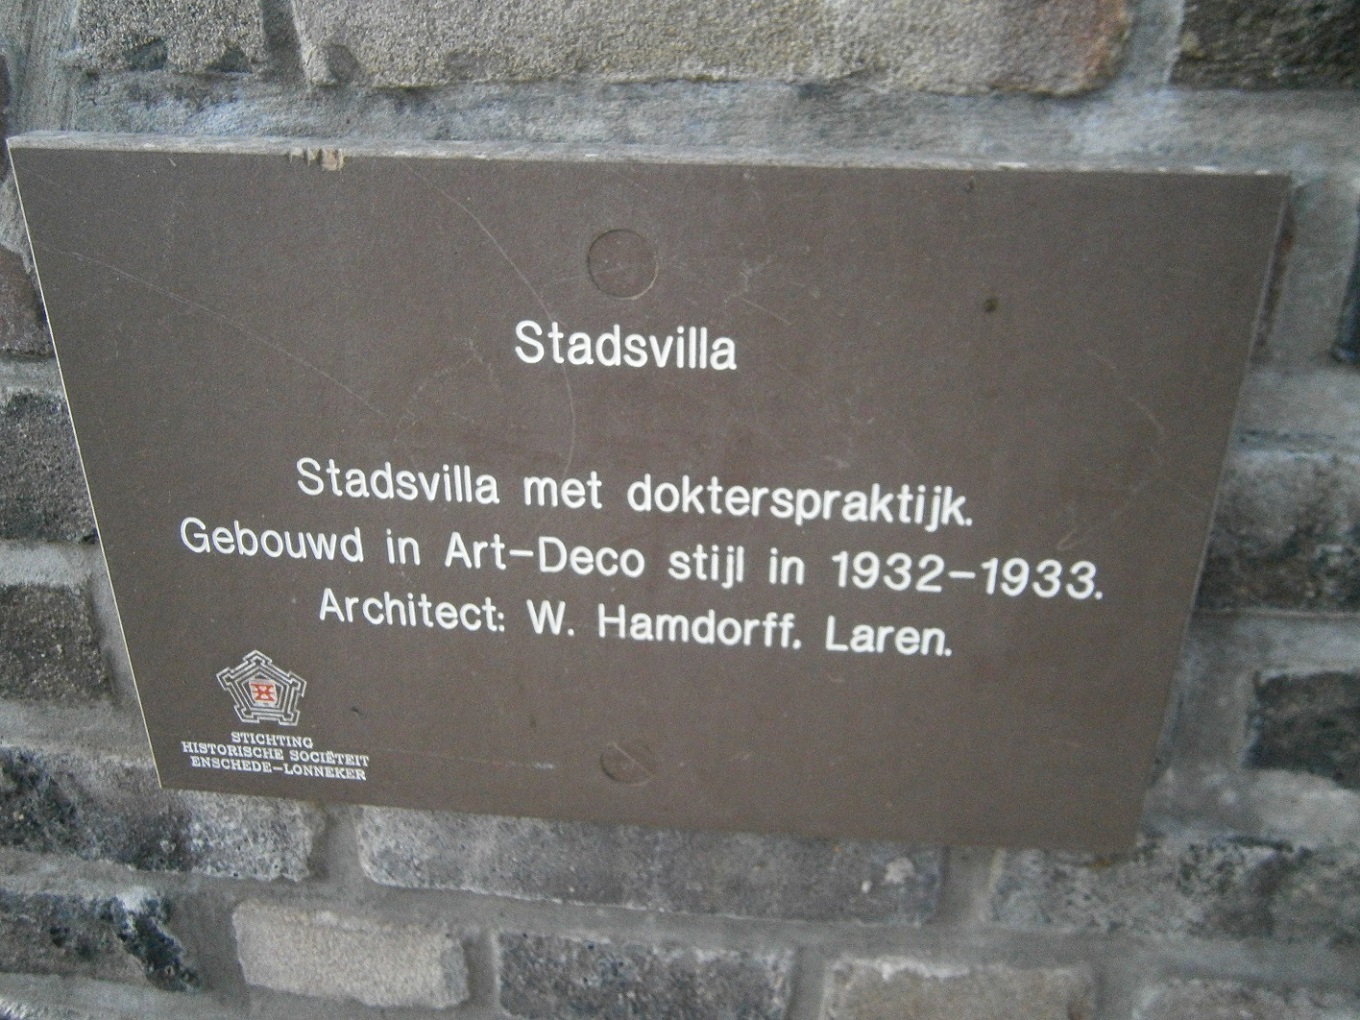 Stadsvilla
Stadsvilla met dokterspraktijk.
Gebouwd in Art-Deco stijl in 1932-1933.
Architect: W. Hamdorff. Laren.
STICHTING
HISTORISCHE SOCIËTEIT
ENSCHEDE-LONNEKER